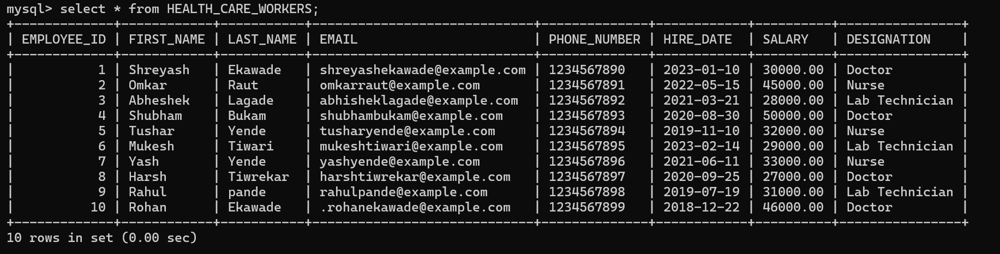 mysql> select * from HEALTH_CARE_WORKERS;
+-------------+------------+-----------+-----------------------------+--------------+------------+----------+----------------+
| EMPLOYEE_ID | FIRST_NAME | LAST_NAME | EMAIL                       | PHONE_NUMBER | HIRE_DATE  | SALARY   | DESIGNATION    |
+-------------+------------+-----------+-----------------------------+--------------+------------+----------+----------------+
|           1 | Shreyash   | Ekawade   | shreyashekawade@example.com | 1234567890   | 2023-01-10 | 30000.00 | Doctor         |
|           2 | Omkar      | Raut      | omkarraut@example.com       | 1234567891   | 2022-05-15 | 45000.00 | Nurse          |
|           3 | Abheshek   | Lagade    | abhisheklagade@example.com  | 1234567892   | 2021-03-21 | 28000.00 | Lab Technician |
|           4 | Shubham    | Bukam     | shubhambukam@example.com    | 1234567893   | 2020-08-30 | 50000.00 | Doctor         |
|           5 | Tushar     | Yende     | tusharyende@example.com     | 1234567894   | 2019-11-10 | 32000.00 | Nurse          |
|           6 | Mukesh     | Tiwari    | mukeshtiwari@example.com    | 1234567895   | 2023-02-14 | 29000.00 | Lab Technician |
|           7 | Yash       | Yende     | yashyende@example.com       | 1234567896   | 2021-06-11 | 33000.00 | Nurse          |
|           8 | Harsh      | Tiwrekar  | harshtiwrekar@example.com   | 1234567897   | 2020-09-25 | 27000.00 | Doctor         |
|           9 | Rahul      | pande     | rahulpande@example.com      | 1234567898   | 2019-07-19 | 31000.00 | Lab Technician |
|          10 | Rohan      | Ekawade   | .rohanekawade@example.com   | 1234567899   | 2018-12-22 | 46000.00 | Doctor         |
+-------------+------------+-----------+-----------------------------+--------------+------------+----------+----------------+
10 rows in set (0.00 sec)